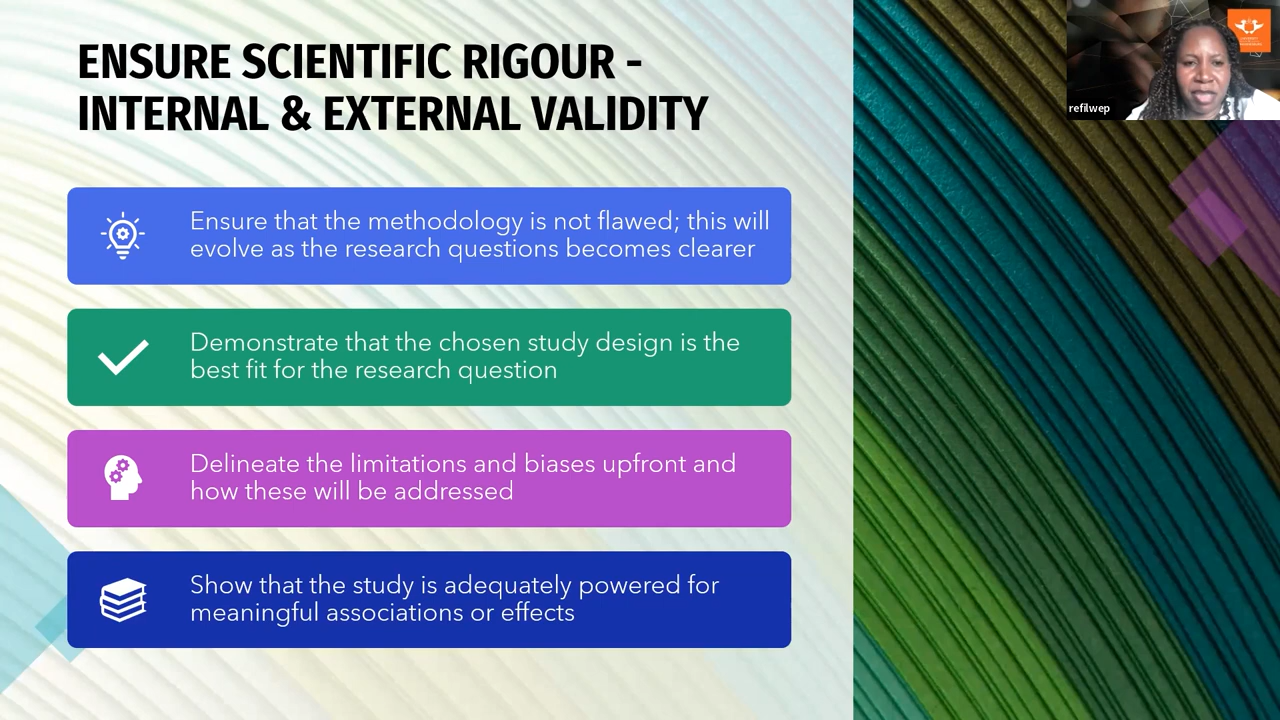 ENSURE SCIENTIFIC RIGOUR -
INTERNAL & EXTERNAL VALIDITY
Ensure that the methodology is not flawed; this will
evolve as the research questions becomes clearer
Demonstrate that the chosen study design is the
best fit for the research question
Delineate the limitations and biases upfront and
how these will be addressed
Show that the study is adequately powered for
meaningful associations or effects
refilwep